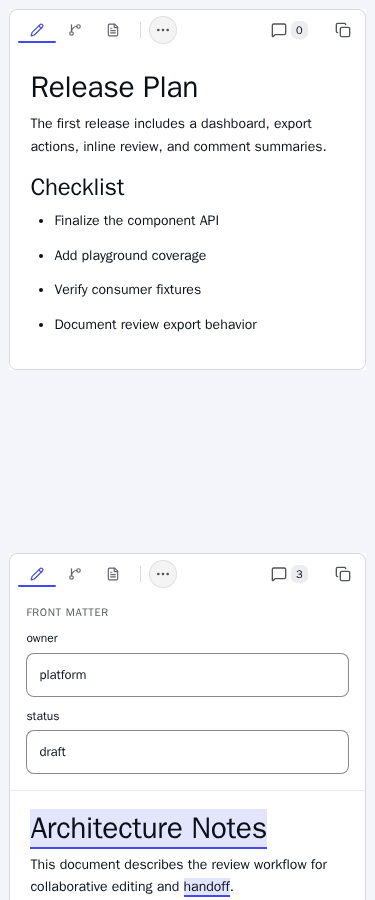 0
Release Plan
The first release includes a dashboard, export
actions, inline review, and comment summaries.
Checklist
• Finalize the component API
• Add playground coverage
• Verify consumer fixtures
• Document review export behavior
3
FRONT MATTER
owner
platform
status
draft
Architecture Notes
This document describes the review workflow for
collaborative editing and handoff.